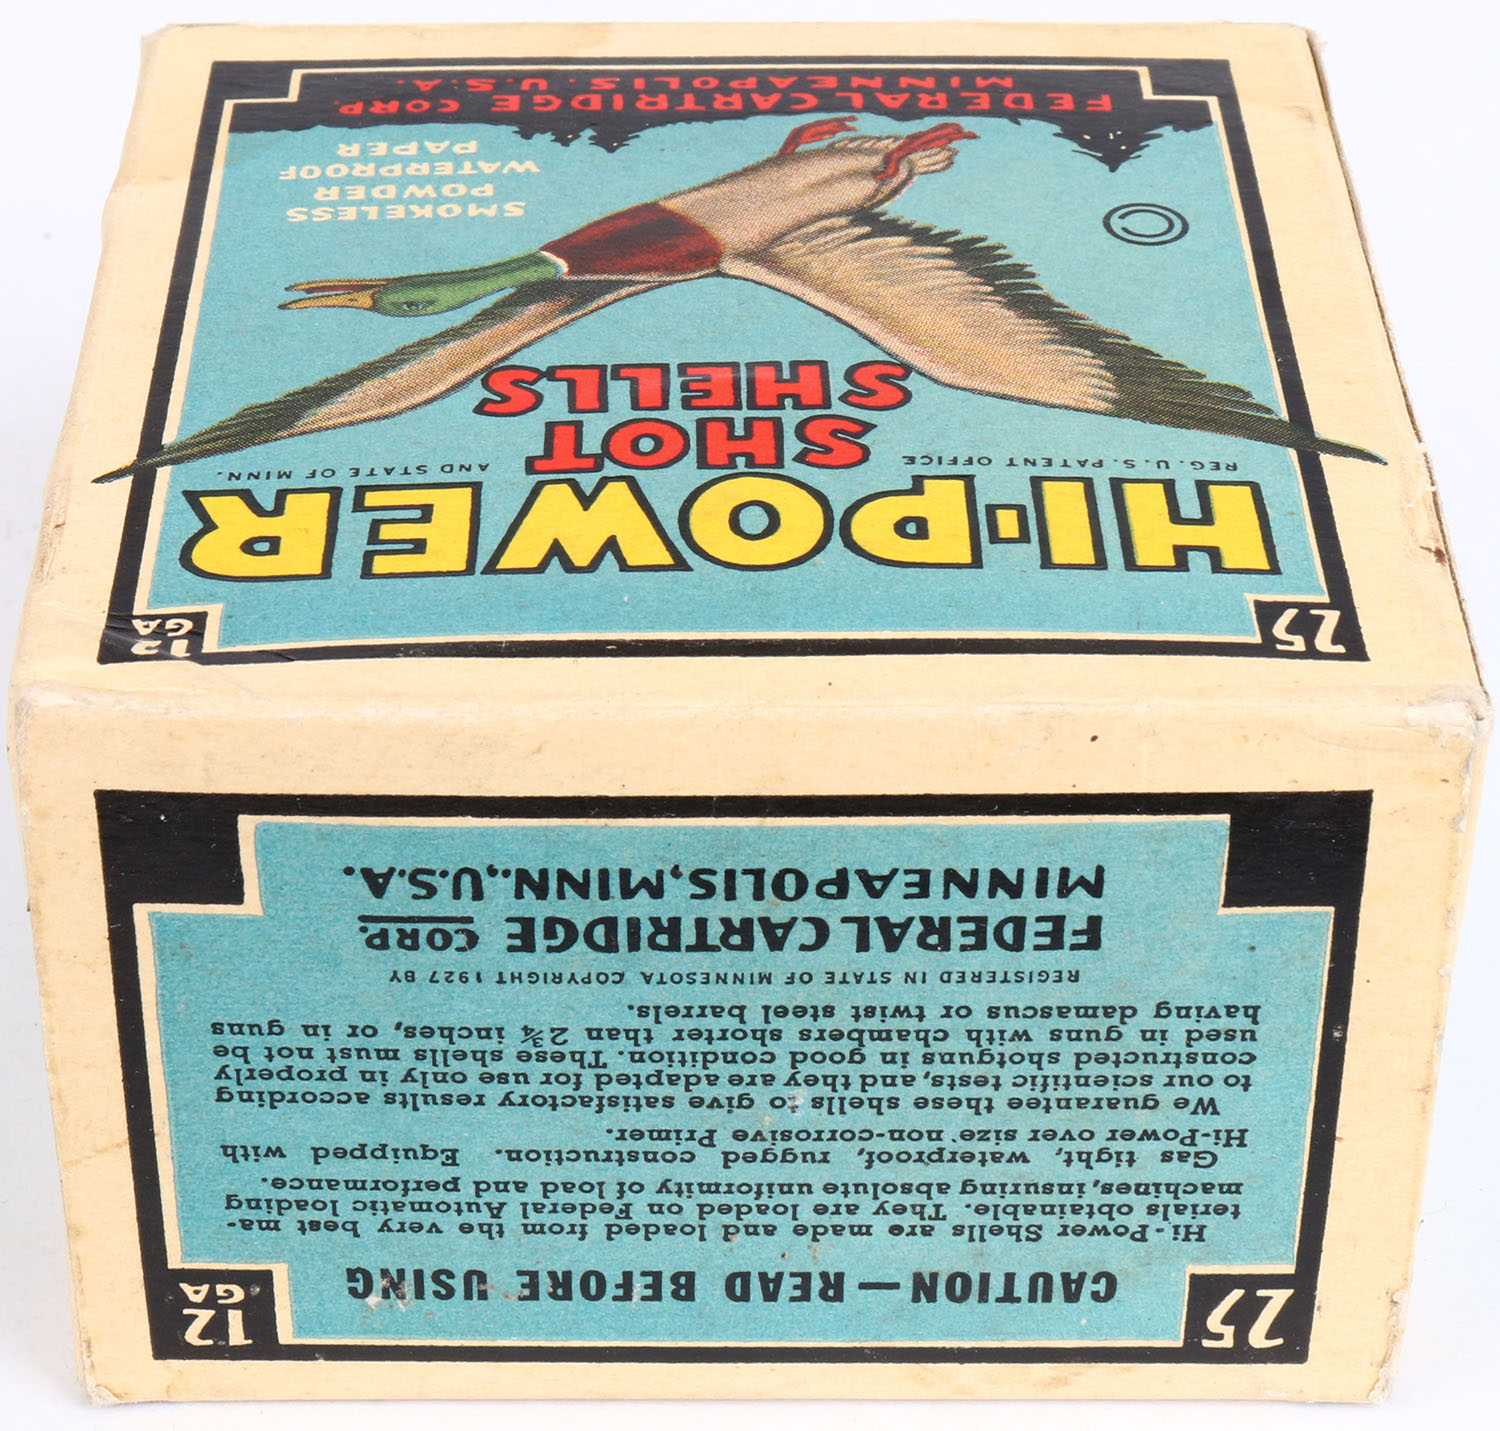 25
12
GA
HI-POWER
REG. U.S. PATENT OFFICE
AND STATE OF MINN.
SHOT
SHELLS
SMOKELESS
POWDER
WATERPROOF
PAPER
FEDERAL CARTRIDGE CORP.
MINNEAPOLIS. U.S.A.
25
12
GA
CAUTION—READ BEFORE USING
Hi-Power Shells are made and loaded from the very best ma-
terials obtainable. They are loaded on Federal Automatic loading
machines, insuring absolute uniformity of load and performance.
Gas tight, waterproof, rugged construction. Equipped with
Hi-Power over size non-corrosive Primer.
We guarantee these shells to give satisfactory results according
to our scientific tests, and they are adapted for use only in properly
constructed shotguns in good condition. These shells must not be
used in guns with chambers shorter than 2¾ inches, or in guns
having damascus or twist steel barrels.
REGISTERED IN STATE OF MINNESOTA COPYRIGHT 1927 BY
FEDERAL CARTRIDGE CORP.
MINNEAPOLIS, MINN., U.S.A.